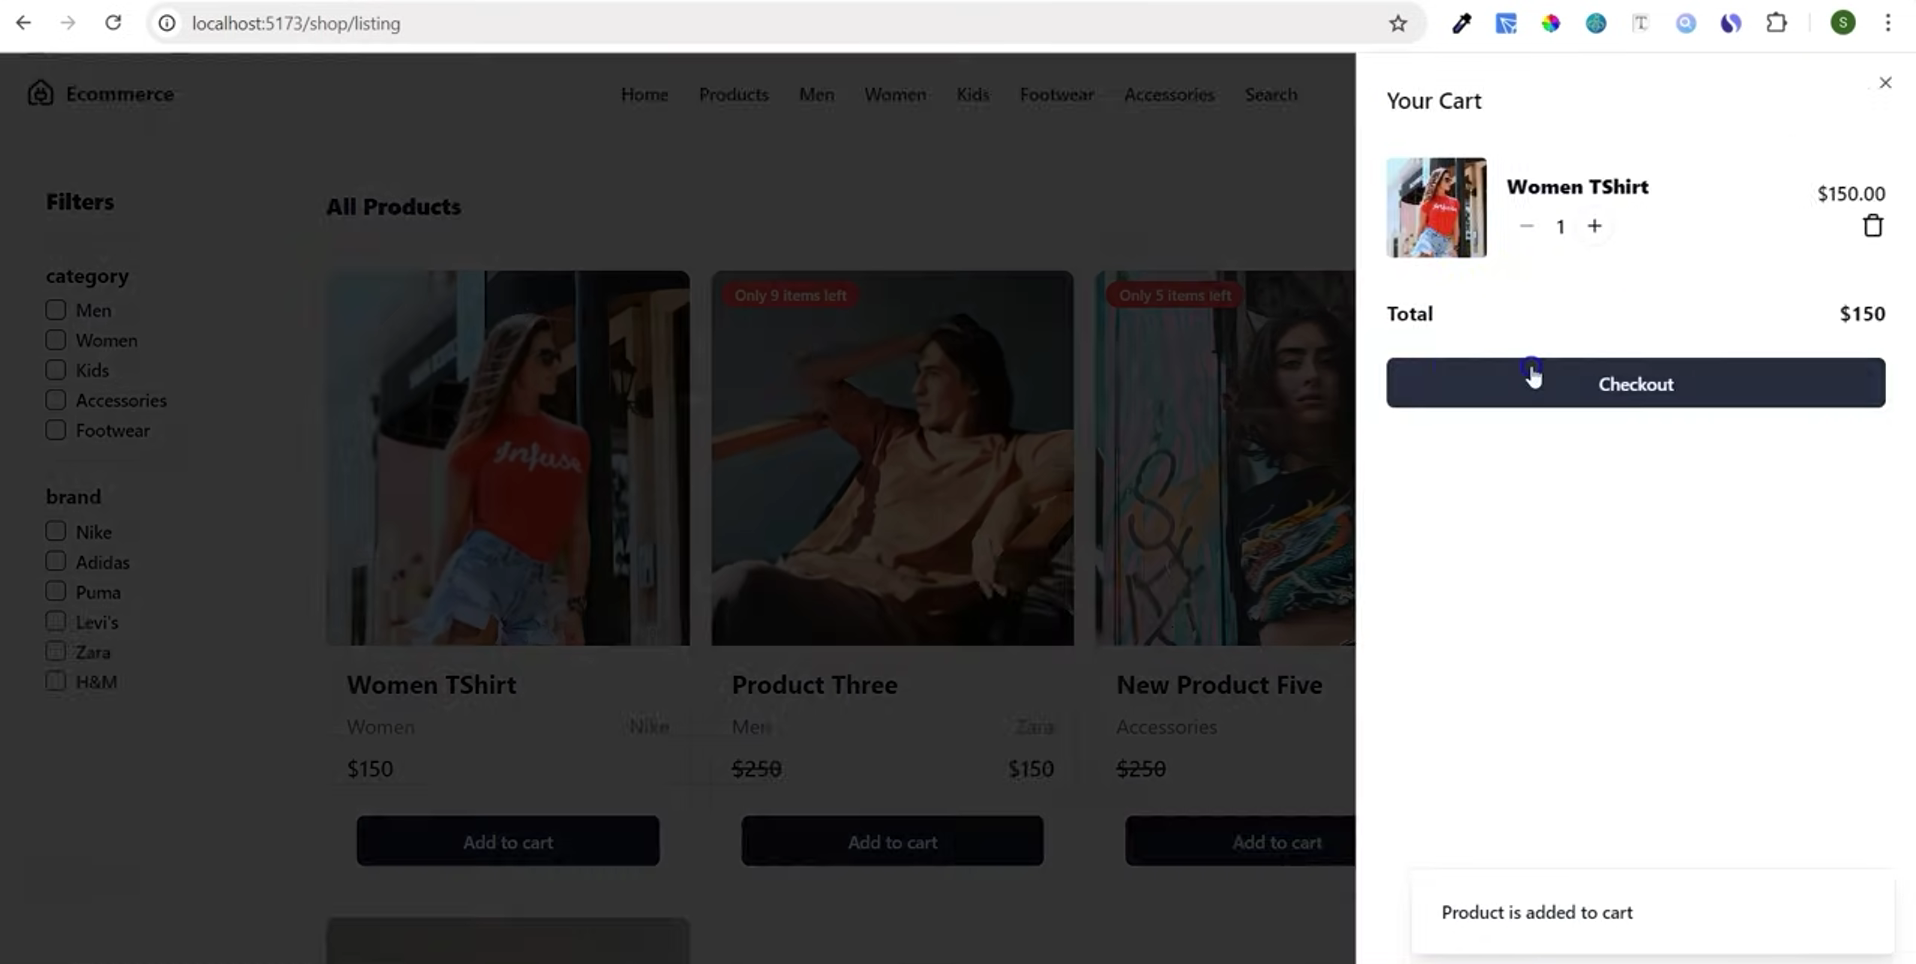 localhost:5173/shop/listing
S
Ecommerce
Home Products Men Women Kids Footwear Accessories Search
Filters
category
Men
Women
Kids
Accessories
Footwear
brand
Nike
Adidas
Puma
Levi's
Zara
H&M
All Products
Infuse
Women TShirt
Women Nike
$150
Add to cart
Only 9 items left
Product Three
Men Zara
$250 $150
Add to cart
Only 5 items left
New Product Five
Accessories
$250
Add to cart
Your Cart
Women TShirt
$150.00
1
Total $150
Checkout
Product is added to cart